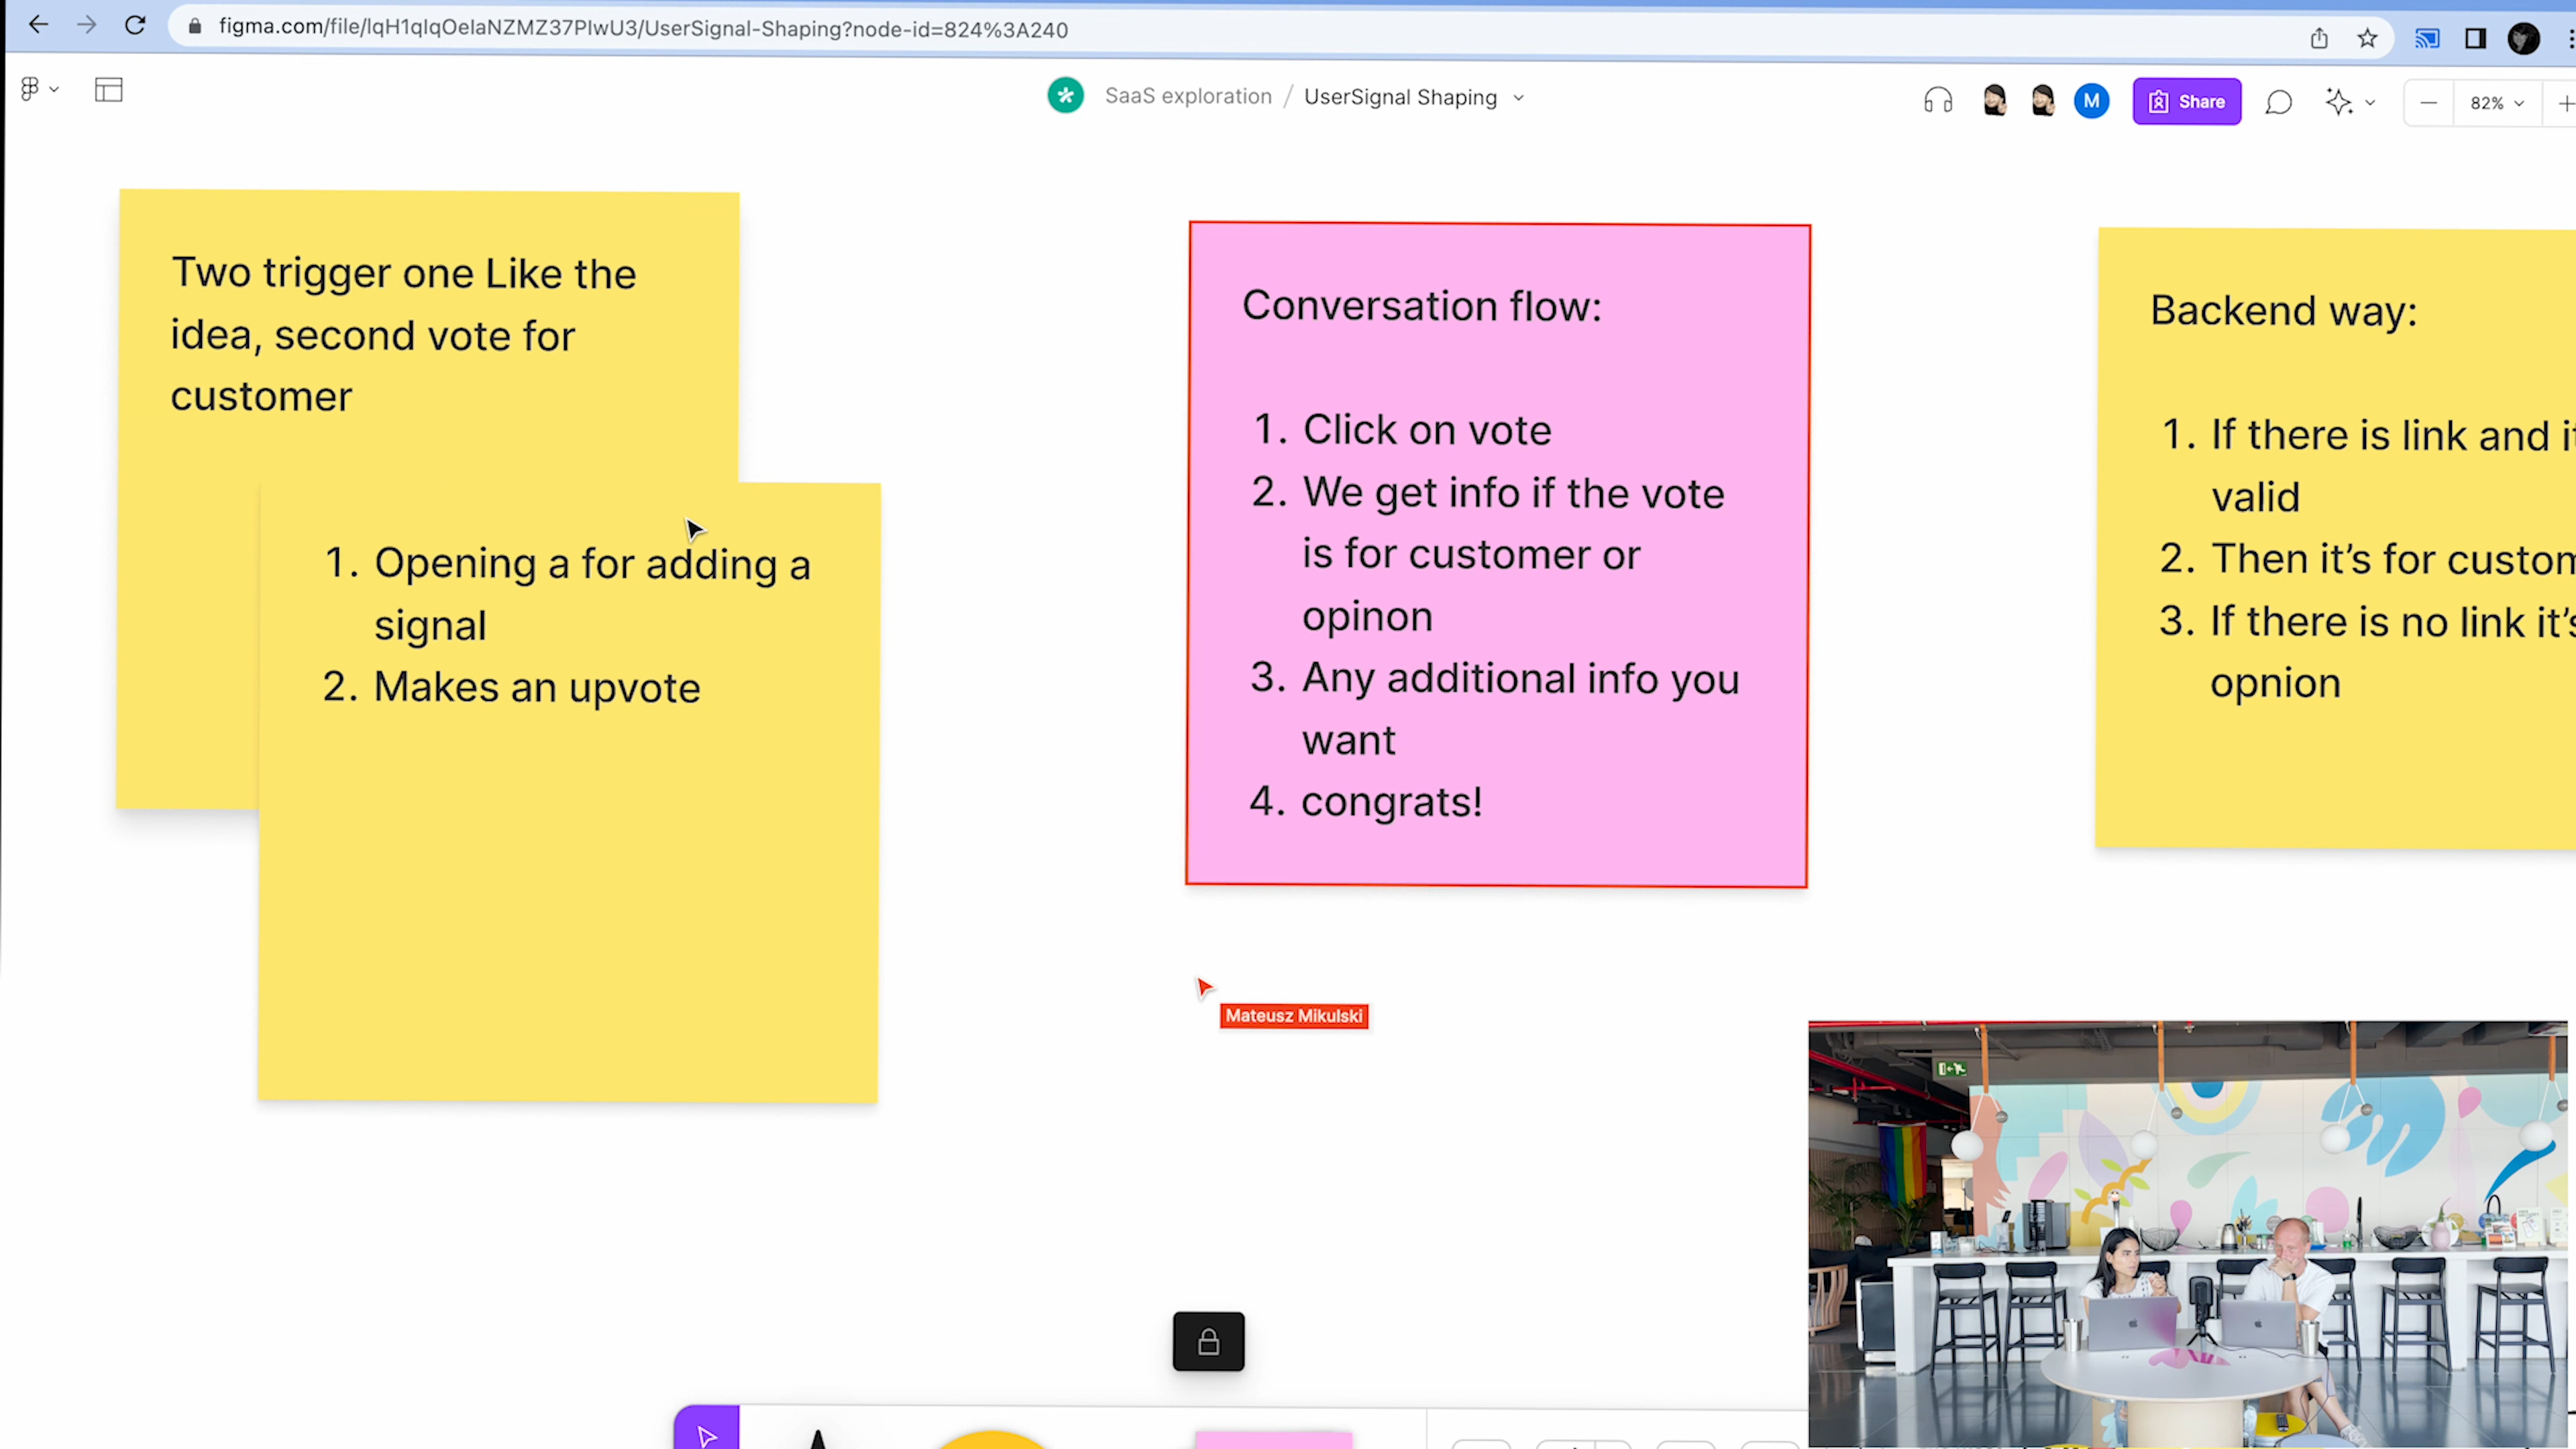 figma.com/file/lqH1qIqOelaNZMZ37PIwU3/UserSignal-Shaping?node-id=824%3A240
SaaS exploration / UserSignal Shaping
M
Share
82%
Two trigger one Like the
idea, second vote for
customer
1. Opening a for adding a
signal
2. Makes an upvote
Conversation flow:
1. Click on vote
2. We get info if the vote
is for customer or
opinon
3. Any additional info you
want
4. congrats!
Backend way:
1. If there is link and it
valid
2. Then it’s for custom
3. If there is no link it’s
opnion
Mateusz Mikulski